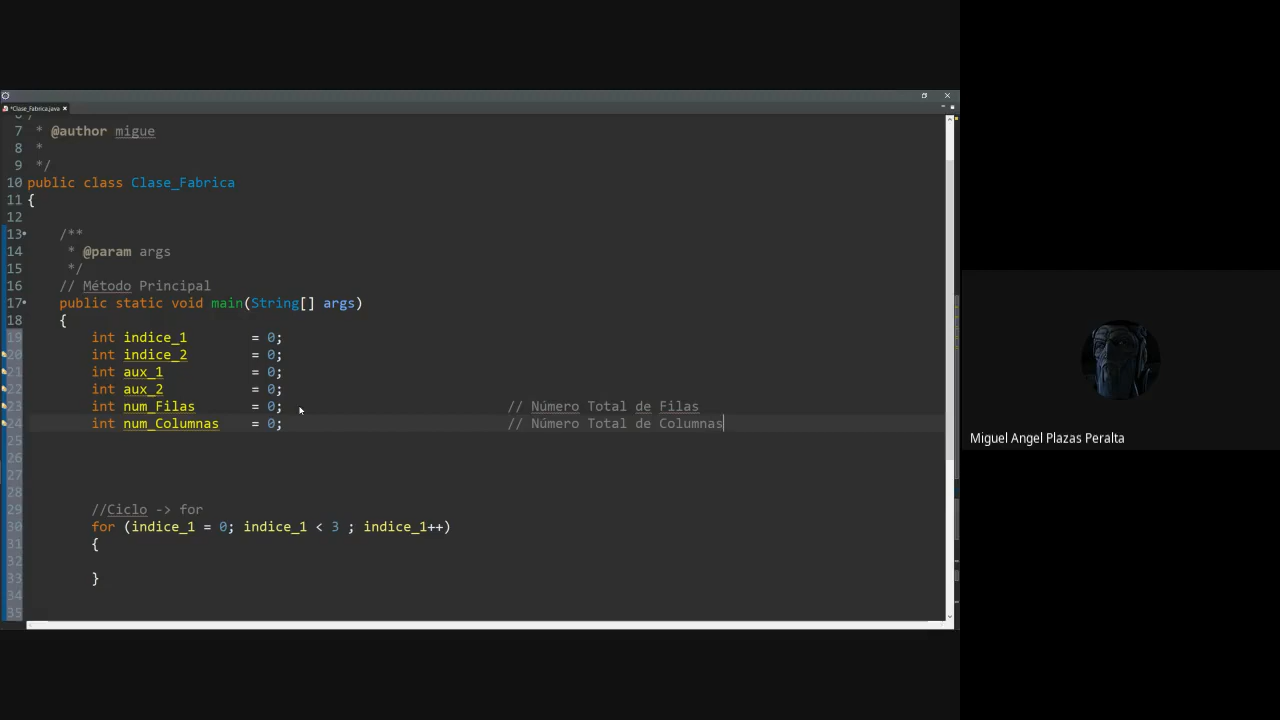 *Clase_Fabrica.java
7 * @author migue
8 *
9 */
10 public class Clase_Fabrica
11 {
12
13 /**
14 * @param args
15 */
16 // Método Principal
17 public static void main(String[] args)
18 {
19 int indice_1 = 0;
20 int indice_2 = 0;
21 int aux_1 = 0;
22 int aux_2 = 0;
23 int num_Filas = 0; // Número Total de Filas
24 int num_Columnas = 0; // Número Total de Columnas
25
26
27
28
29 //Ciclo -> for
30 for (indice_1 = 0; indice_1 < 3 ; indice_1++)
31 {
32
33 }
34
35
Miguel Angel Plazas Peralta